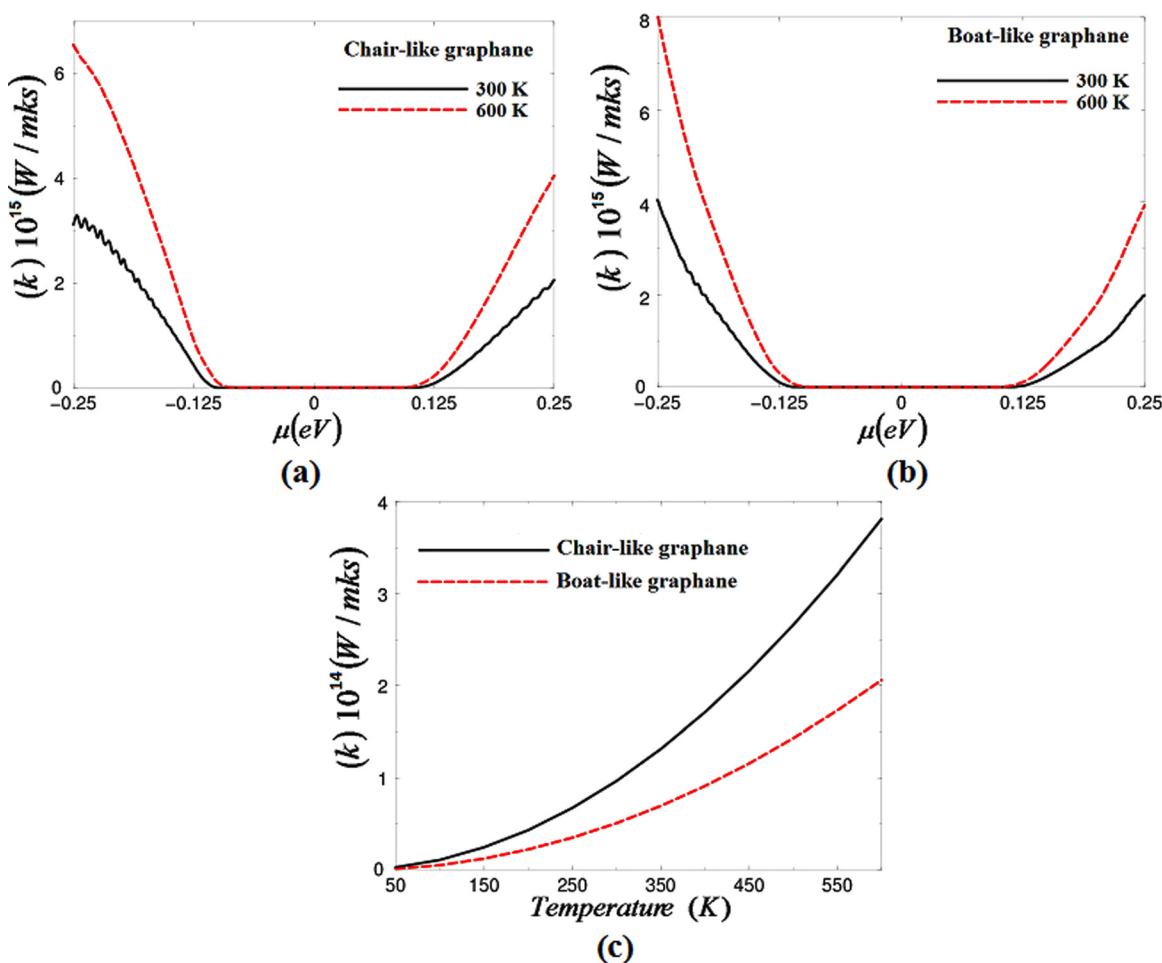 Chair-like graphane
300 K
600 K
(k) 10^15 (W / mks)
6
4
2
0
-0.25
-0.125
0
0.125
0.25
μ(eV)
(a)
Boat-like graphane
300 K
600 K
(k) 10^15 (W / mks)
8
6
4
2
0
-0.25
-0.125
0
0.125
0.25
μ(eV)
(b)
Chair-like graphane
Boat-like graphane
(k) 10^14 (W / mks)
4
3
2
1
0
50
150
250
350
450
550
Temperature (K)
(c)